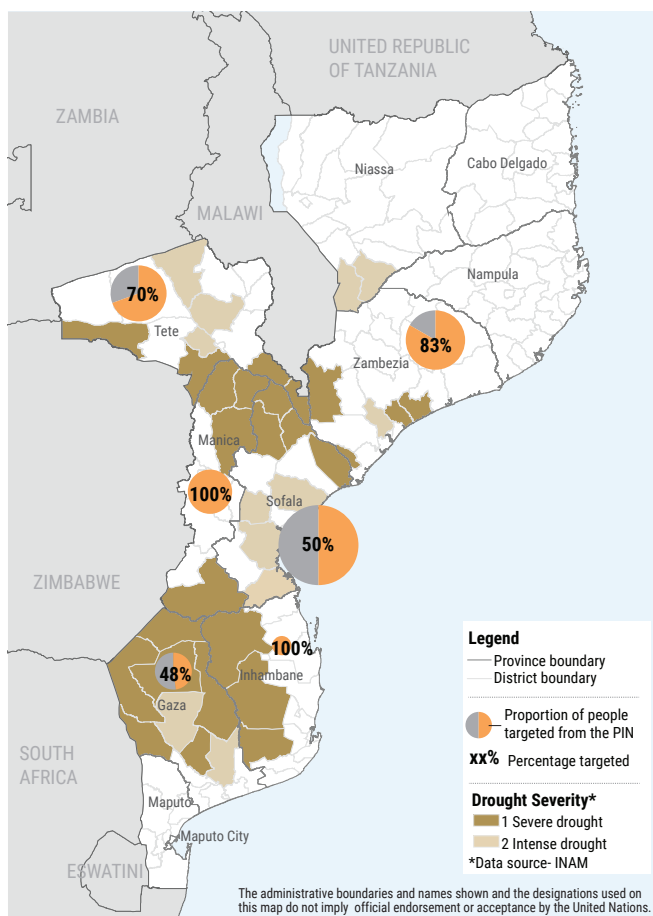 UNITED REPUBLIC
OF TANZANIA
ZAMBIA
MALAWI
Niassa
Cabo Delgado
Nampula
70%
Tete
83%
Zambezia
Manica
100%
Sofala
50%
ZIMBABWE
100%
48%
Inhambane
Gaza
SOUTH
AFRICA
Maputo
Maputo City
ESWATINI
Legend
Province boundary
District boundary
Proportion of people
targeted from the PIN
xx% Percentage targeted
Drought Severity*
1 Severe drought
2 Intense drought
*Data source- INAM
The administrative boundaries and names shown and the designations used on
this map do not imply official endorsement or acceptance by the United Nations.